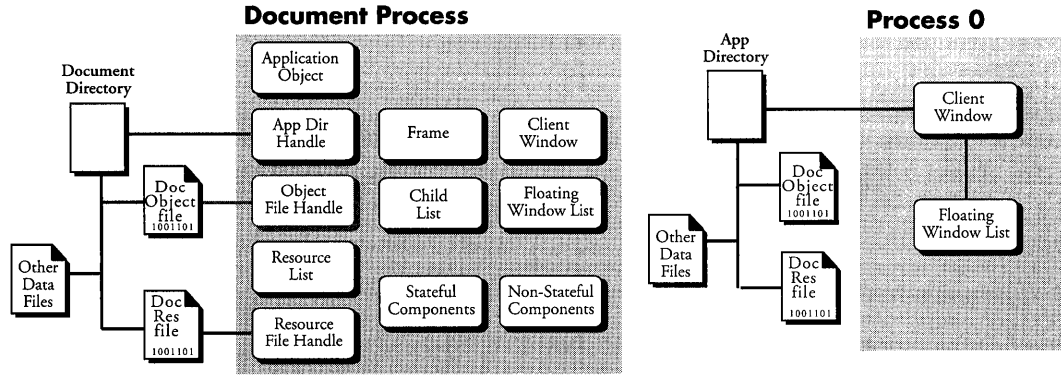 Document Process
Process 0
Document
Directory
Application
Object
App Dir
Handle
Frame
Client
Window
Doc
Object
file
1001101
Object
File Handle
Child
List
Floating
Window List
Other
Data
Files
Resource
List
Doc
Res
file
1001101
Resource
File Handle
Stateful
Components
Non-Stateful
Components
App
Directory
Client
Window
Doc
Object
file
1001101
Floating
Window List
Other
Data
Files
Doc
Res
file
1001101